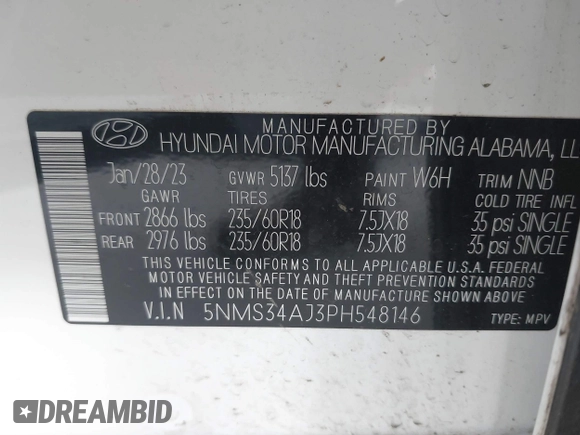 MANUFACTURED BY
HYUNDAI MOTOR MANUFACTURING ALABAMA, LL
Jan/28/23 GVWR 5137 lbs PAINT W6H TRIM NNB
GAWR TIRES RIMS COLD TIRE INFL
FRONT 2866 lbs 235/60R18 7.5JX18 35 psi SINGLE
REAR 2976 lbs 235/60R18 7.5JX18 35 psi SINGLE
THIS VEHICLE CONFORMS TO ALL APPLICABLE U.S.A. FEDERAL
MOTOR VEHICLE SAFETY AND THEFT PREVENTION STANDARDS
IN EFFECT ON THE DATE OF MANUFACTURE SHOWN ABOVE.
V.I.N 5NMS34AJ3PH548146 TYPE: MPV
DREAMBID